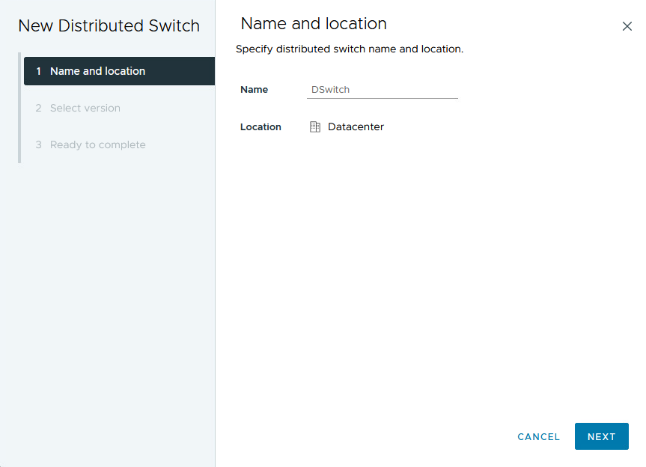 New Distributed Switch
1 Name and location
2 Select version
3 Ready to complete
Name and location
Specify distributed switch name and location.
Name DSwitch
Location Datacenter
CANCEL NEXT